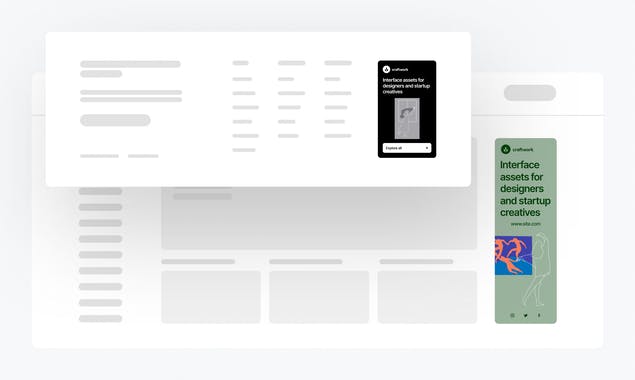 craftwork
Interface assets for
designers and startup
creatives
Explore all
craftwork
Interface
assets for
designers
and startup
creatives
www.site.com